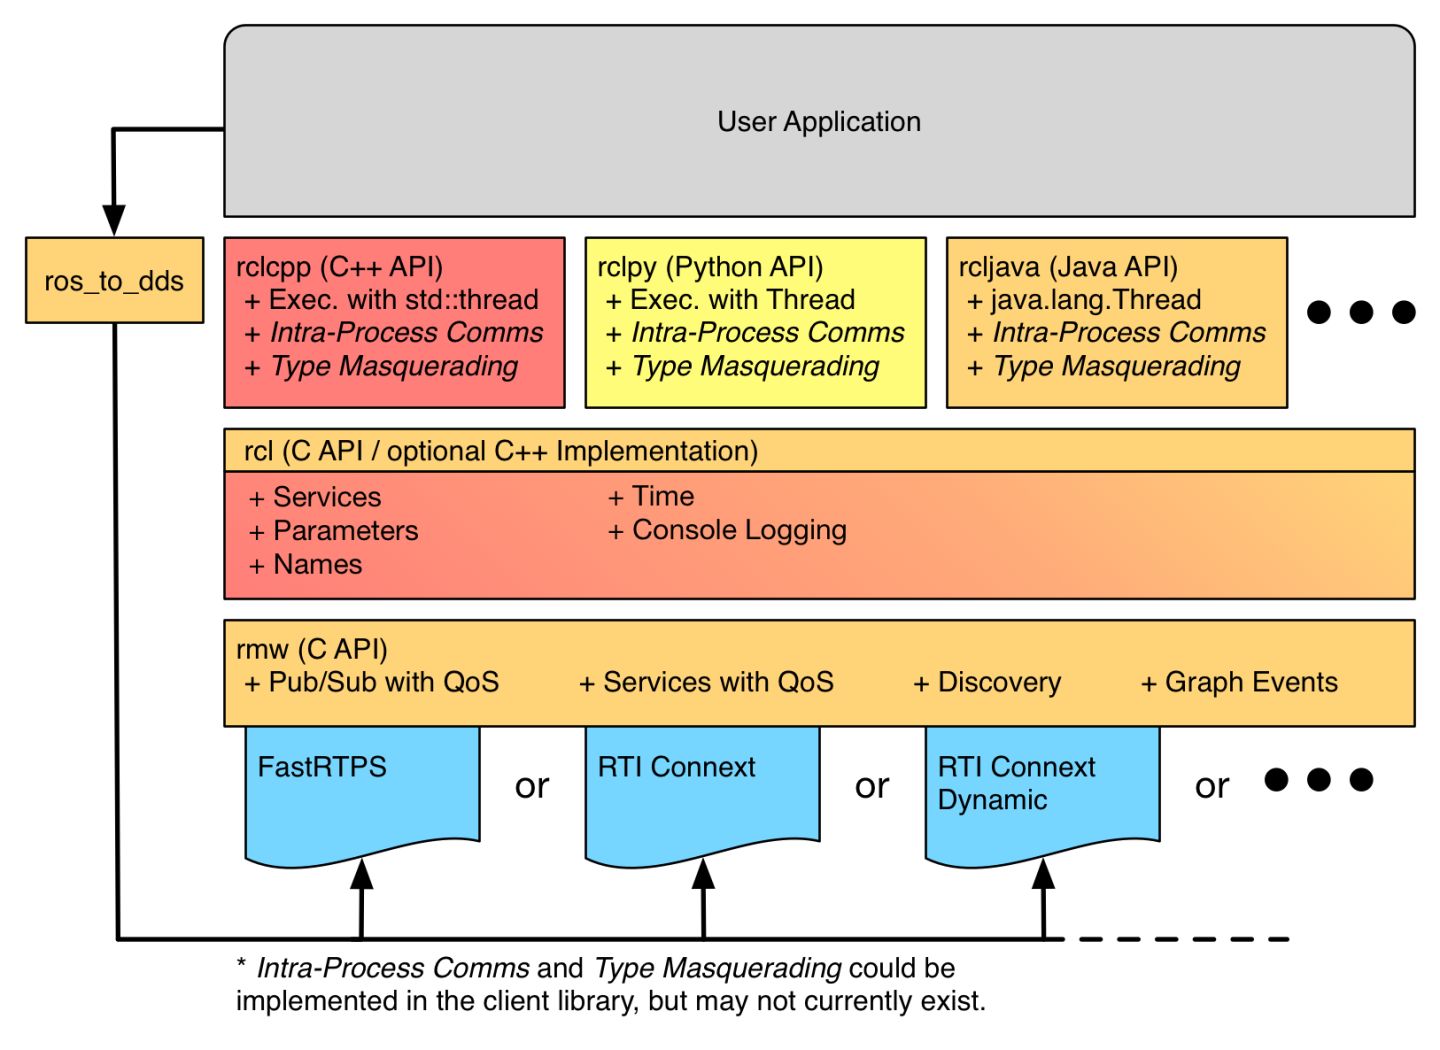 User Application
ros_to_dds
rclcpp (C++ API)
+ Exec. with std::thread
+ Intra-Process Comms
+ Type Masquerading
rclpy (Python API)
+ Exec. with Thread
+ Intra-Process Comms
+ Type Masquerading
rcljava (Java API)
+ java.lang.Thread
+ Intra-Process Comms
+ Type Masquerading
rcl (C API / optional C++ Implementation)
+ Services
+ Parameters
+ Names
+ Time
+ Console Logging
rmw (C API)
+ Pub/Sub with QoS
+ Services with QoS
+ Discovery
+ Graph Events
FastRTPS
or
RTI Connext
or
RTI Connext
Dynamic
or
* Intra-Process Comms and Type Masquerading could be
implemented in the client library, but may not currently exist.